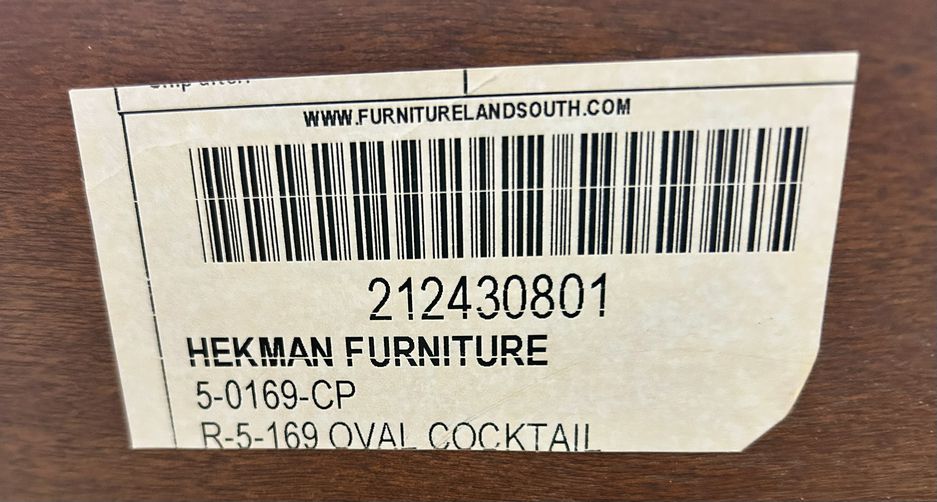 WWW.FURNITURELANDSOUTH.COM
212430801
HEKMAN FURNITURE
5-0169-CP
R-5-169 OVAL COCKTAIL